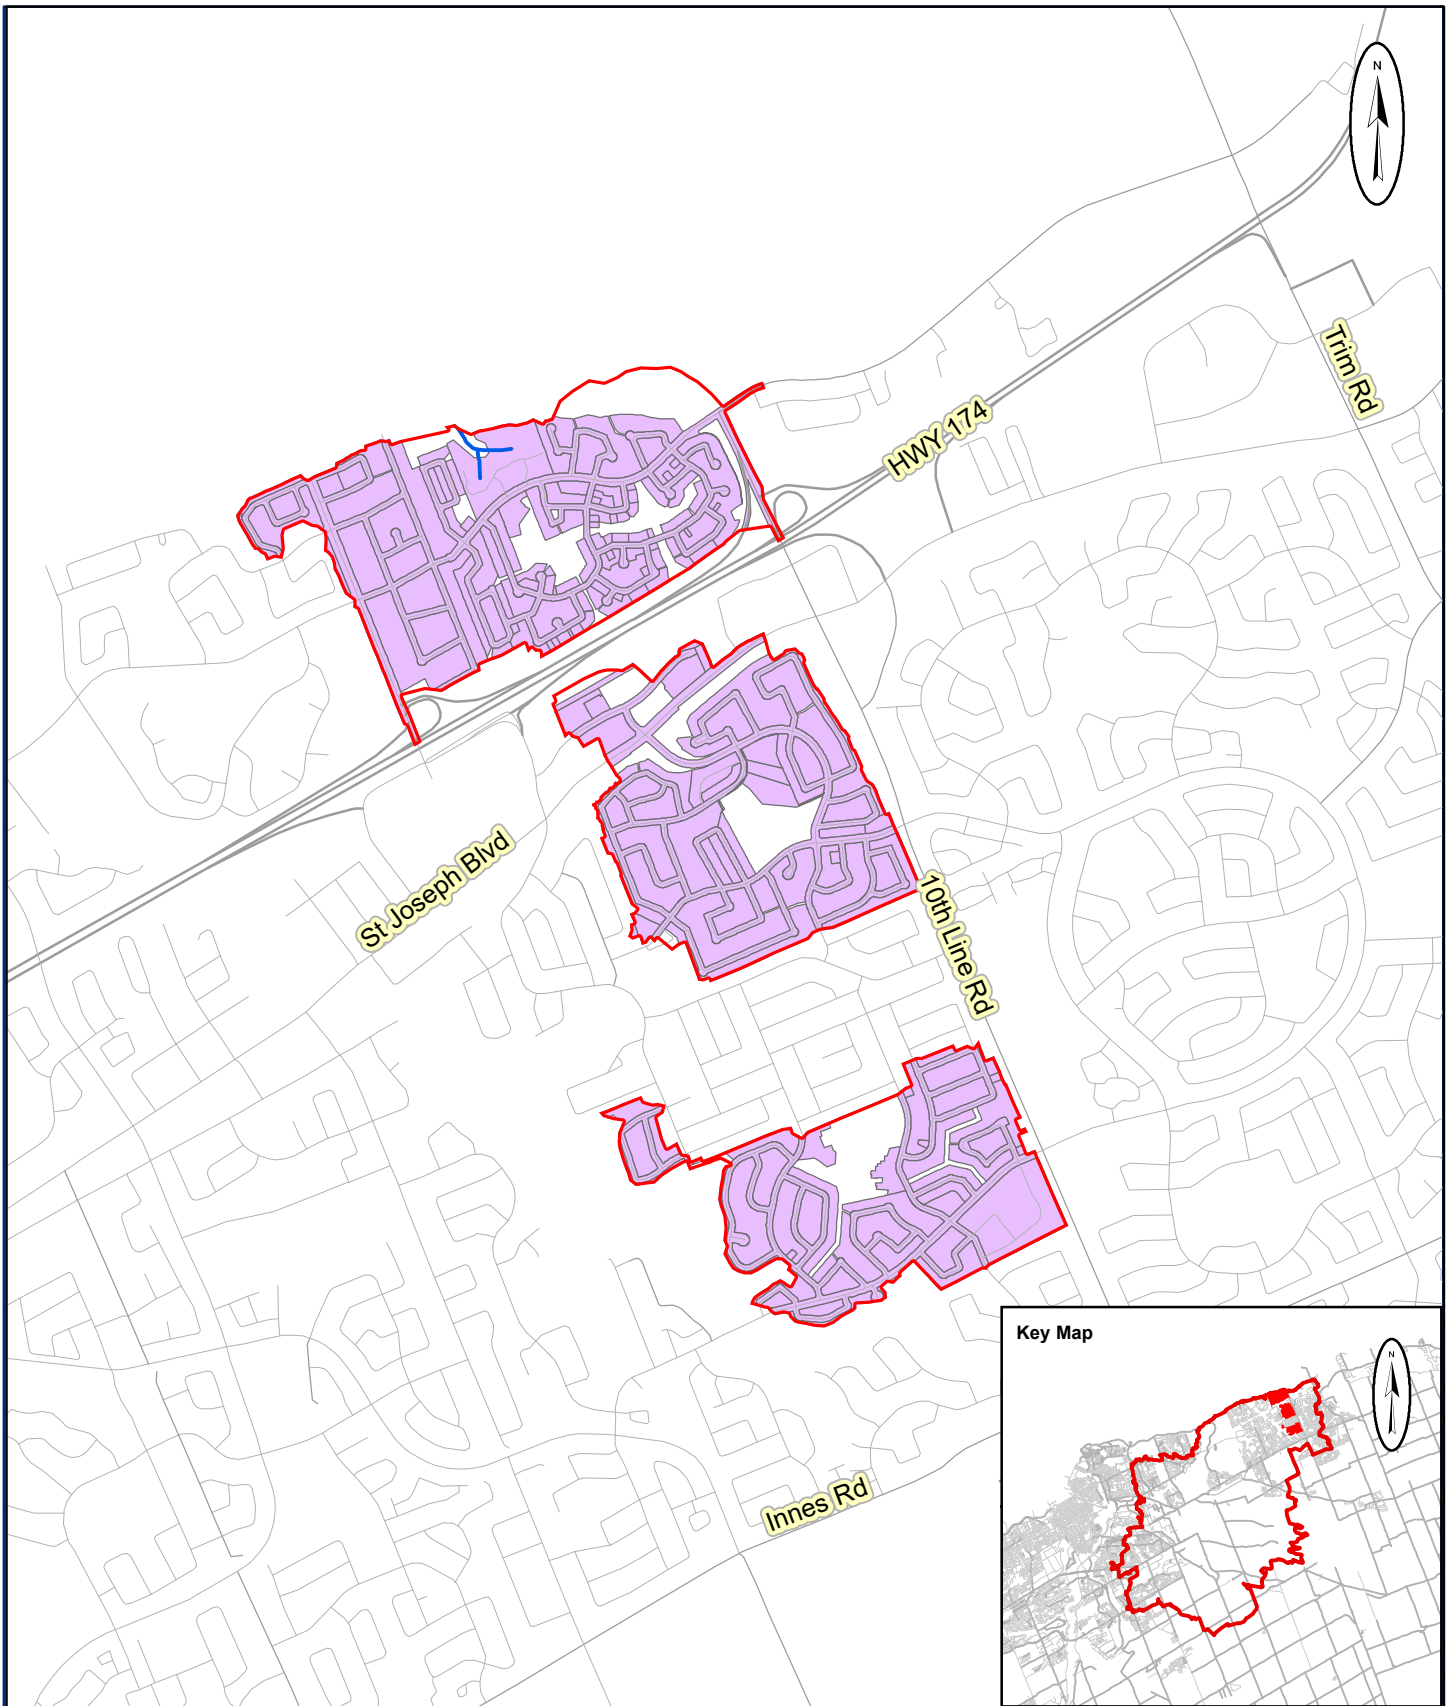 N
Trim Rd
HWY 174
St Joseph Blvd
10th Line Rd
Innes Rd
Key Map
N